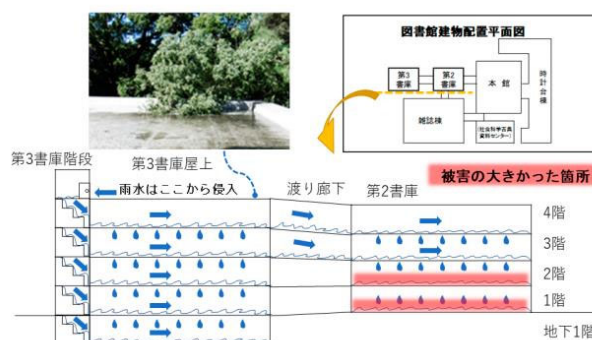 図書館建物配置平面図
第3
書庫
第2
書庫
本 館
時計台棟
雑誌棟
(社会科学古典
資料センター)
第3書庫階段
第3書庫屋上
雨水はここから侵入
渡り廊下
第2書庫
被害の大きかった箇所
4階
3階
2階
1階
地下1階